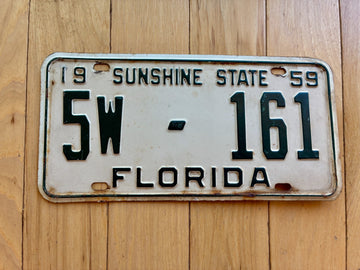 19 SUNSHINE STATE 59
5W - 161
FLORIDA